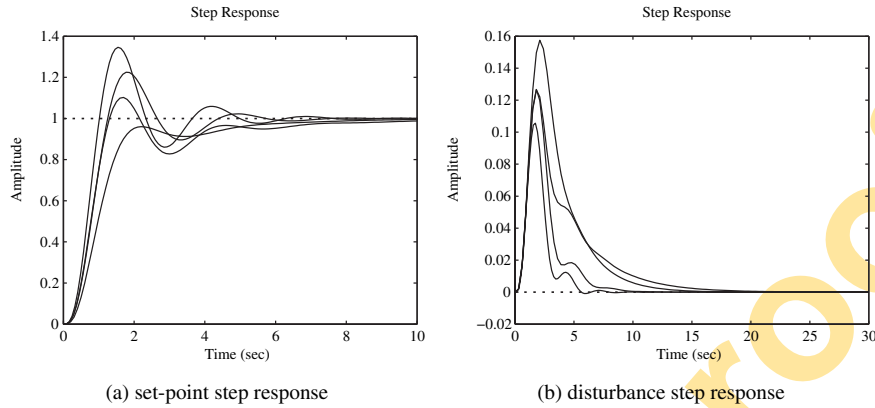 Step Response
1.4
1.2
1
0.8
0.6
0.4
0.2
0
Amplitude
0 2 4 6 8 10
Time (sec)
(a) set-point step response
Step Response
0.16
0.14
0.12
0.1
0.08
0.06
0.04
0.02
0
−0.02
Amplitude
0 5 10 15 20 25 30
Time (sec)
(b) disturbance step response